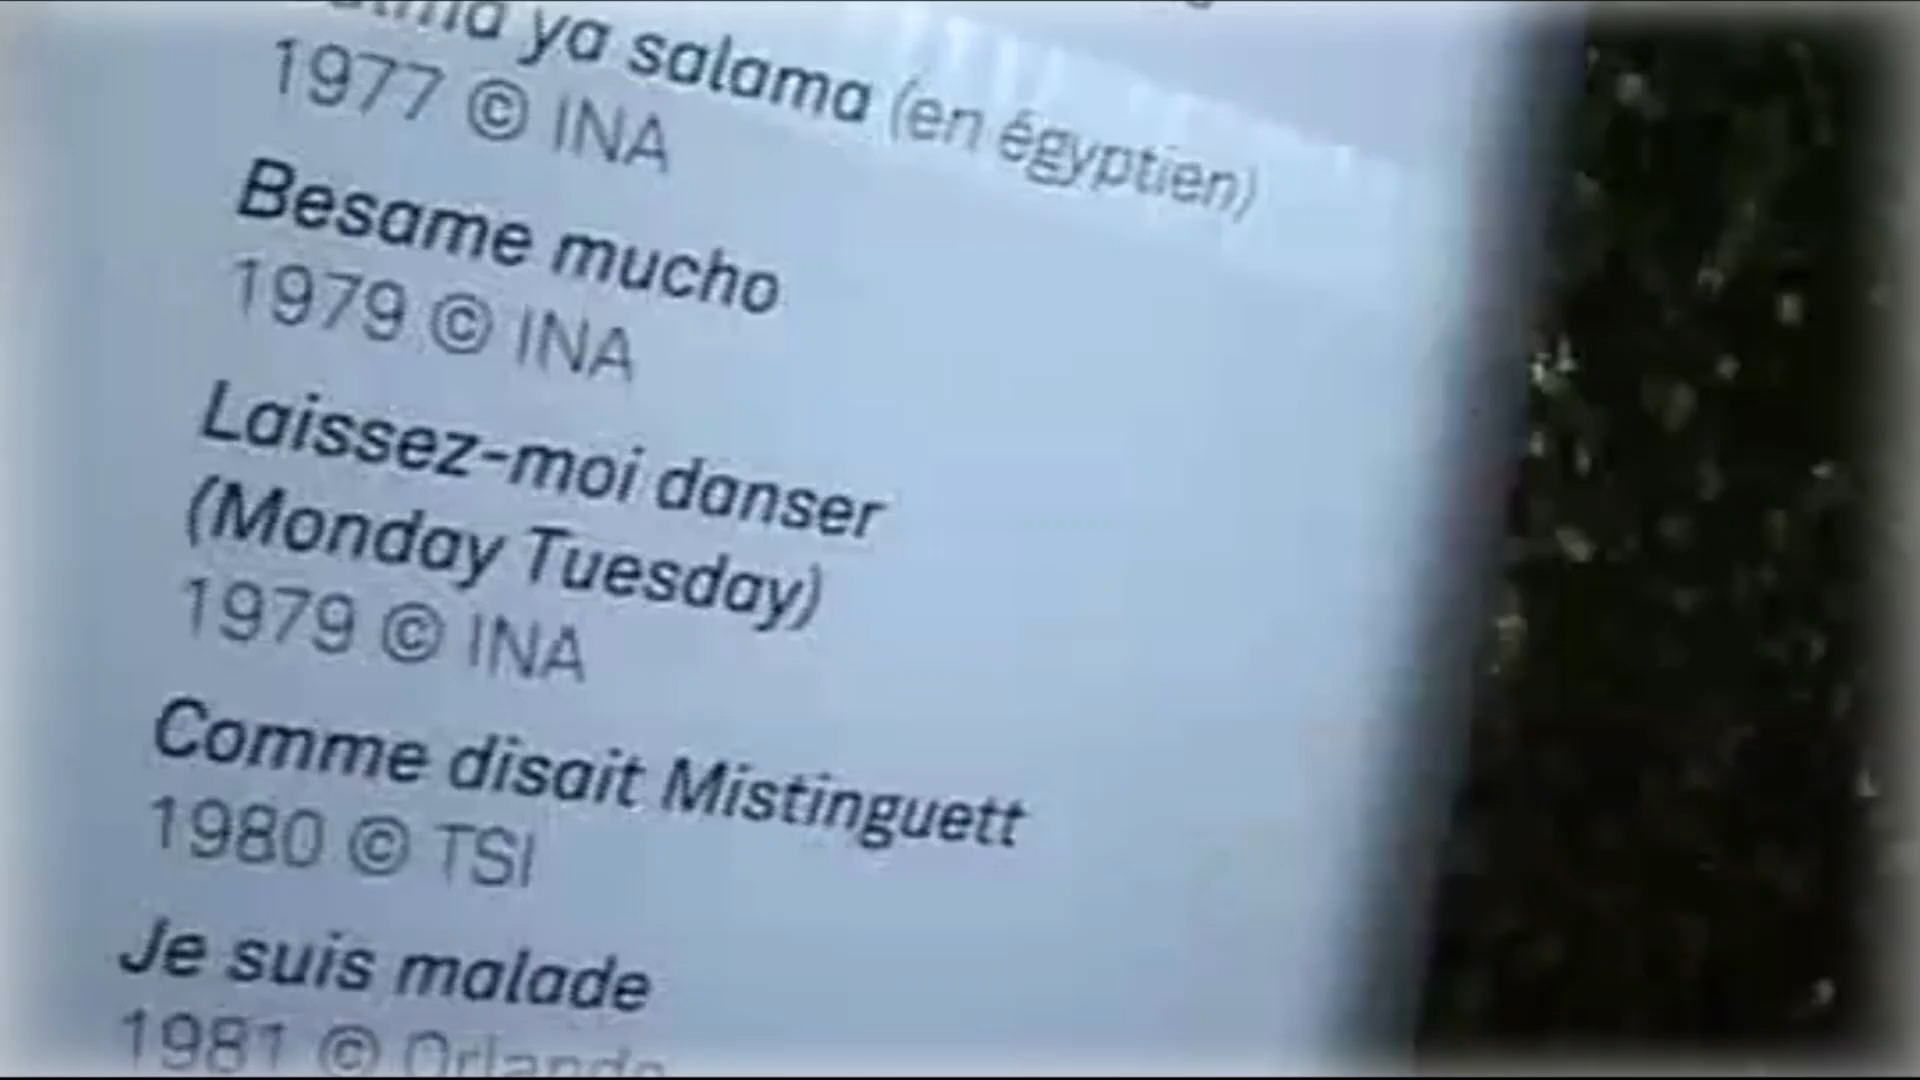 ya salama (en égyptien)
1977 © INA
Besame mucho
1979 © INA
Laissez-moi danser
(Monday Tuesday)
1979 © INA
Comme disait Mistinguett
1980 © TSI
Je suis malade
1981 ©